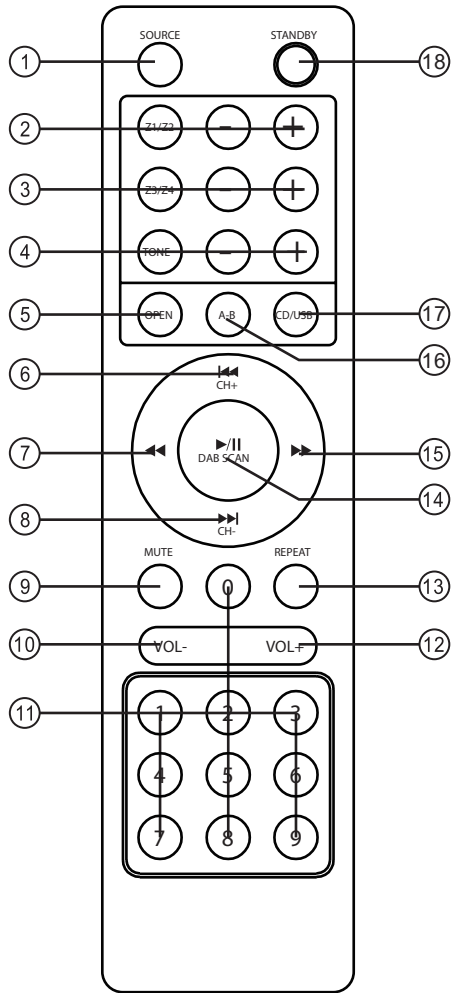 SOURCE STANDBY
1 18
Z1/Z2 - +
2
Z3/Z4 - +
3
TONE - +
4
OPEN A-B CD/USB
5 17
16
6
CH+
7 ▶/II 15
DAB SCAN
14
8
CH-
MUTE REPEAT
9 0 13
10 VOL- VOL+ 12
11 1 2 3
4 5 6
7 8 9